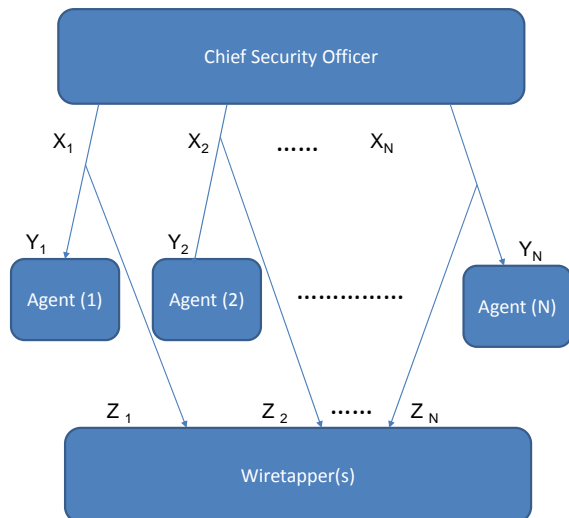 Chief Security Officer
X1 X2 ...... XN
Y1 Y2 YN
Agent (1) Agent (2) ............... Agent (N)
Z 1 Z 2 ...... Z N
Wiretapper(s)